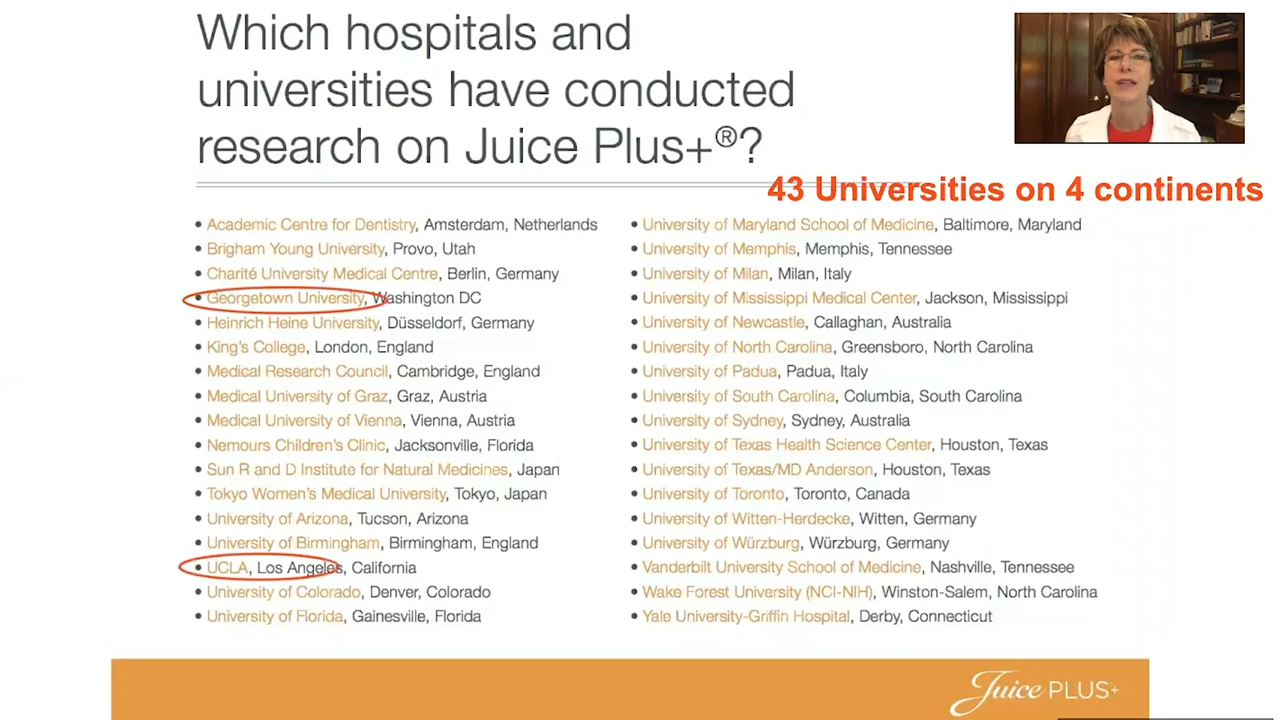 Which hospitals and
universities have conducted
research on Juice Plus+®?
43 Universities on 4 continents
• Academic Centre for Dentistry, Amsterdam, Netherlands
• Brigham Young University, Provo, Utah
• Charité University Medical Centre, Berlin, Germany
• Georgetown University, Washington DC
• Heinrich Heine University, Düsseldorf, Germany
• King's College, London, England
• Medical Research Council, Cambridge, England
• Medical University of Graz, Graz, Austria
• Medical University of Vienna, Vienna, Austria
• Nemours Children's Clinic, Jacksonville, Florida
• Sun R and D Institute for Natural Medicines, Japan
• Tokyo Women's Medical University, Tokyo, Japan
• University of Arizona, Tucson, Arizona
• University of Birmingham, Birmingham, England
• UCLA, Los Angeles, California
• University of Colorado, Denver, Colorado
• University of Florida, Gainesville, Florida
• University of Maryland School of Medicine, Baltimore, Maryland
• University of Memphis, Memphis, Tennessee
• University of Milan, Milan, Italy
• University of Mississippi Medical Center, Jackson, Mississippi
• University of Newcastle, Callaghan, Australia
• University of North Carolina, Greensboro, North Carolina
• University of Padua, Padua, Italy
• University of South Carolina, Columbia, South Carolina
• University of Sydney, Sydney, Australia
• University of Texas Health Science Center, Houston, Texas
• University of Texas/MD Anderson, Houston, Texas
• University of Toronto, Toronto, Canada
• University of Witten-Herdecke, Witten, Germany
• University of Würzburg, Würzburg, Germany
• Vanderbilt University School of Medicine, Nashville, Tennessee
• Wake Forest University (NCI-NIH), Winston-Salem, North Carolina
• Yale University-Griffin Hospital, Derby, Connecticut
Juice PLUS+